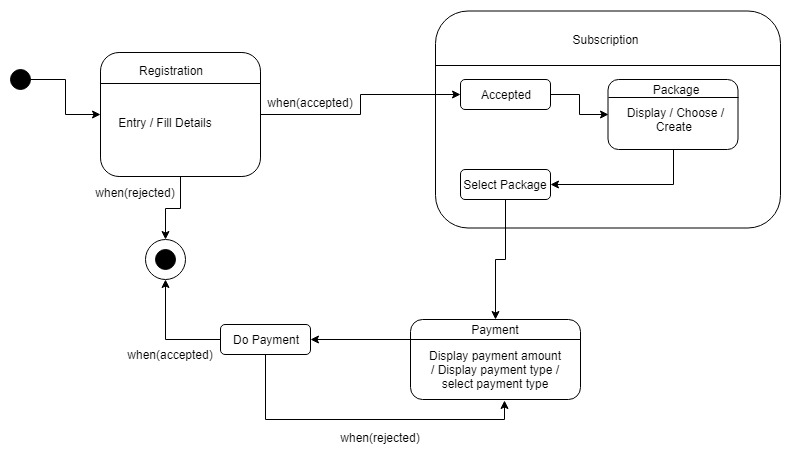 Subscription
Registration
Entry / Fill Details
when(accepted)
Accepted
Package
Display / Choose /
Create
when(rejected)
Select Package
Payment
Display payment amount
/ Display payment type /
select payment type
Do Payment
when(accepted)
when(rejected)